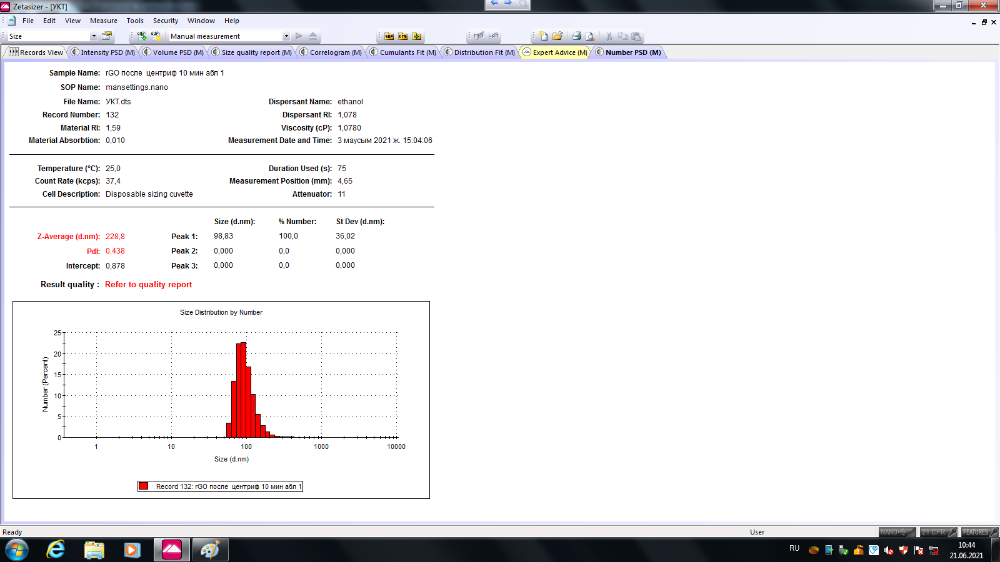 Zetasizer - [УКТ]
File Edit View Measure Tools Security Window Help
Size Manual measurement
Records View Intensity PSD (M) Volume PSD (M) Size quality report (M) Correlogram (M) Cumulants Fit (M) Distribution Fit (M) Expert Advice (M) Number PSD (M)
Sample Name: rGO после центриф 10 мин абл 1
SOP Name: mansettings.nano
File Name: УКТ.dts Dispersant Name: ethanol
Record Number: 132 Dispersant RI: 1,078
Material RI: 1,59 Viscosity (cP): 1,0780
Material Absorbtion: 0,010 Measurement Date and Time: 3 маусым 2021 ж. 15:04:06
Temperature (°C): 25,0 Duration Used (s): 75
Count Rate (kcps): 37,4 Measurement Position (mm): 4,65
Cell Description: Disposable sizing cuvette Attenuator: 11
Size (d.nm): % Number: St Dev (d.nm):
Z-Average (d.nm): 228,8 Peak 1: 98,83 100,0 36,02
PdI: 0,438 Peak 2: 0,000 0,0 0,000
Intercept: 0,878 Peak 3: 0,000 0,0 0,000
Result quality : Refer to quality report
Size Distribution by Number
25
20
15
10
5
0
Number (Percent)
1 10 100 1000 10000
Size (d.nm)
Record 132: rGO после центриф 10 мин абл 1
Ready User NANO 21 CFR FEATURES
RU 10:44
21.06.2021